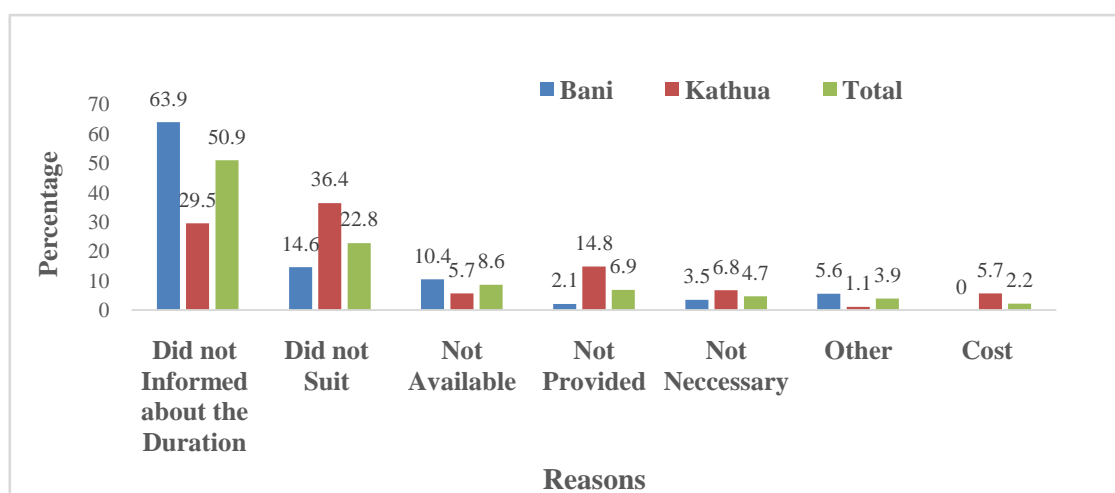 Bani Kathua Total
Percentage
70
60
50
40
30
20
10
0
63.9
29.5
50.9
14.6
36.4
22.8
10.4
5.7
8.6
2.1
14.8
6.9
3.5
6.8
4.7
5.6
1.1
3.9
0
5.7
2.2
Did not
Informed
about the
Duration
Did not
Suit
Not
Available
Not
Provided
Not
Neccessary
Other
Cost
Reasons